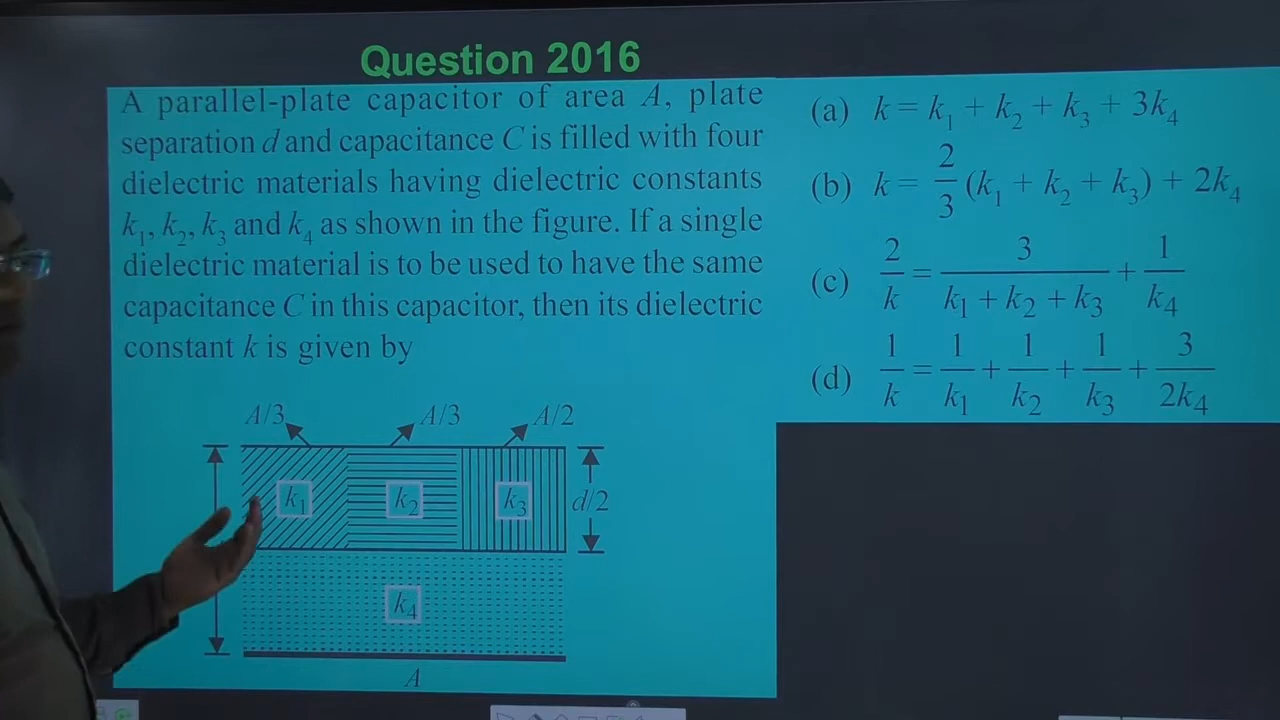 Question 2016
A parallel-plate capacitor of area A, plate
separation d and capacitance C is filled with four
dielectric materials having dielectric constants
k₁, k₂, k₃ and k₄ as shown in the figure. If a single
dielectric material is to be used to have the same
capacitance C in this capacitor, then its dielectric
constant k is given by
A/3 A/3 A/2
k₁ k₂ k₃ d/2
k₄
A
(a) k = k₁ + k₂ + k₃ + 3k₄
(b) k = 2/3 (k₁ + k₂ + k₃) + 2k₄
(c) 2/k = 3/(k₁ + k₂ + k₃) + 1/k₄
(d) 1/k = 1/k₁ + 1/k₂ + 1/k₃ + 3/2k₄